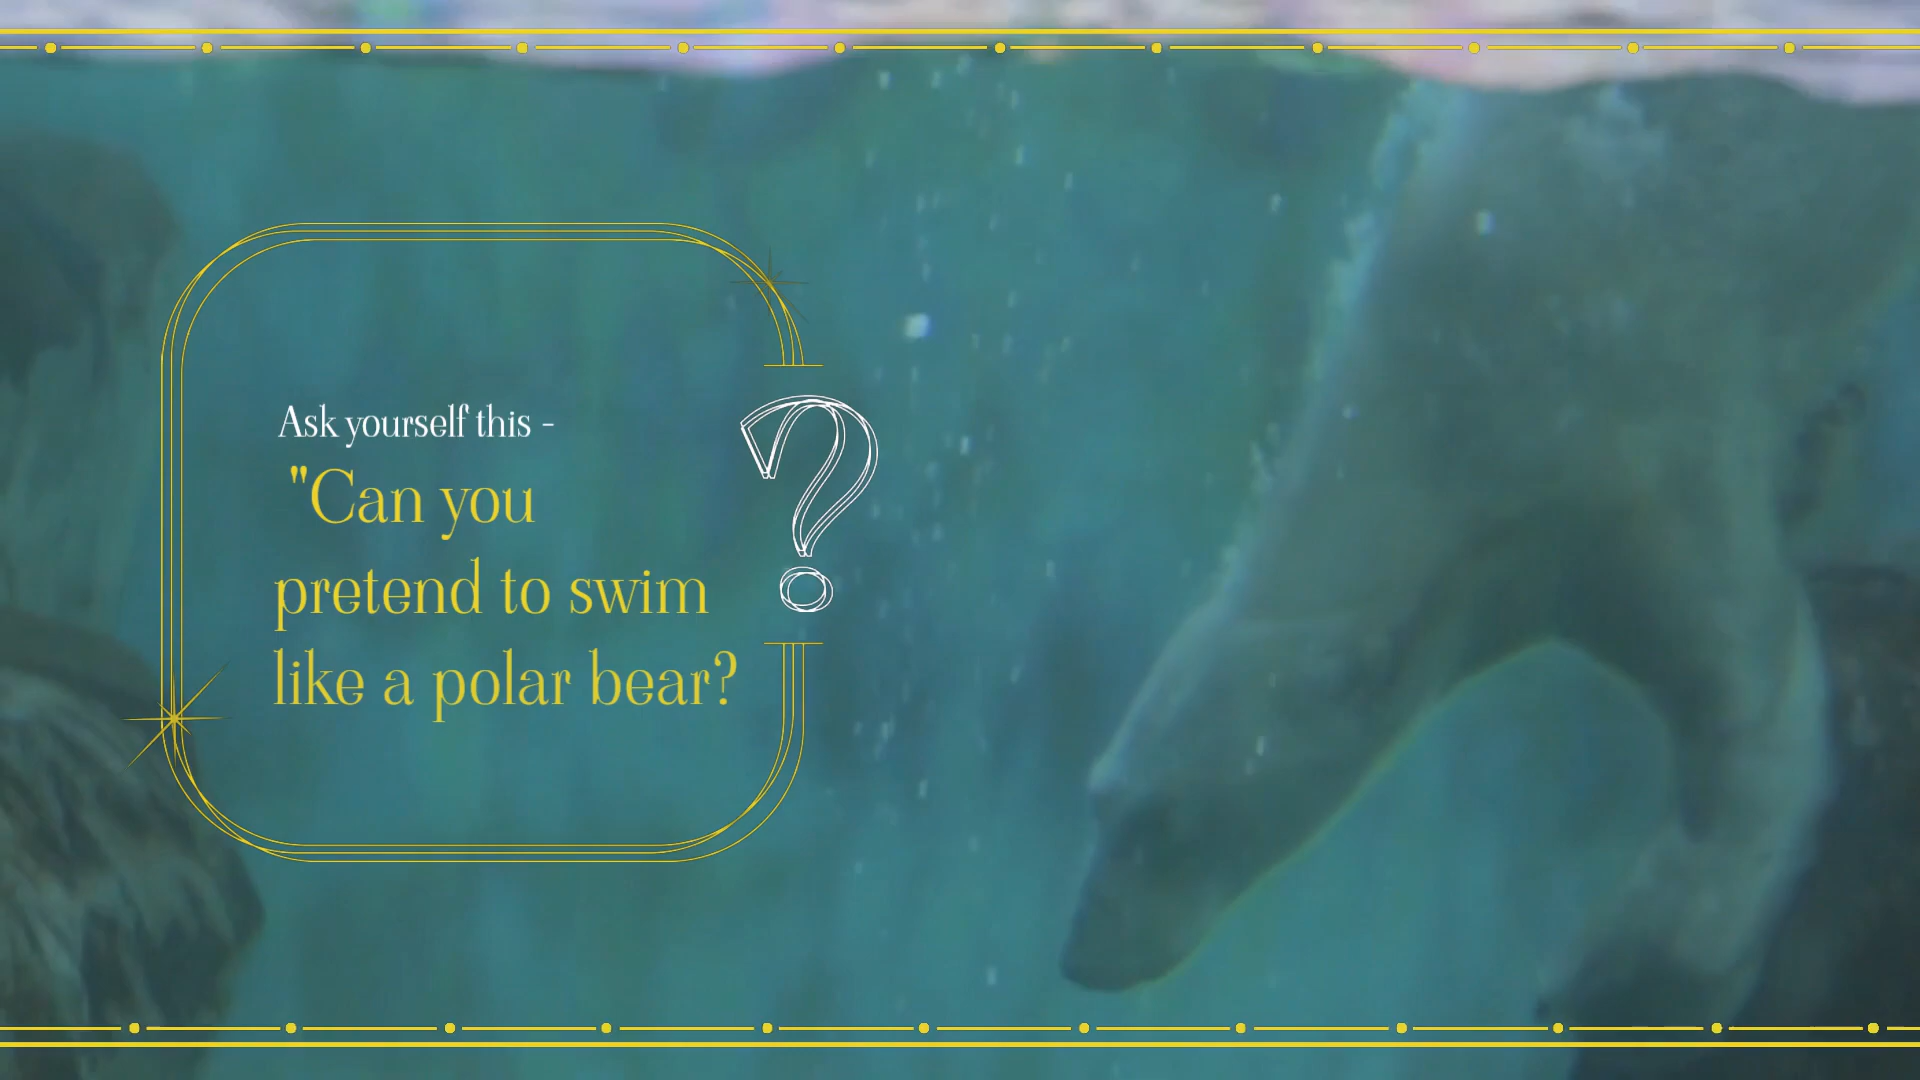 Ask yourself this -
"Can you
pretend to swim
like a polar bear?
?